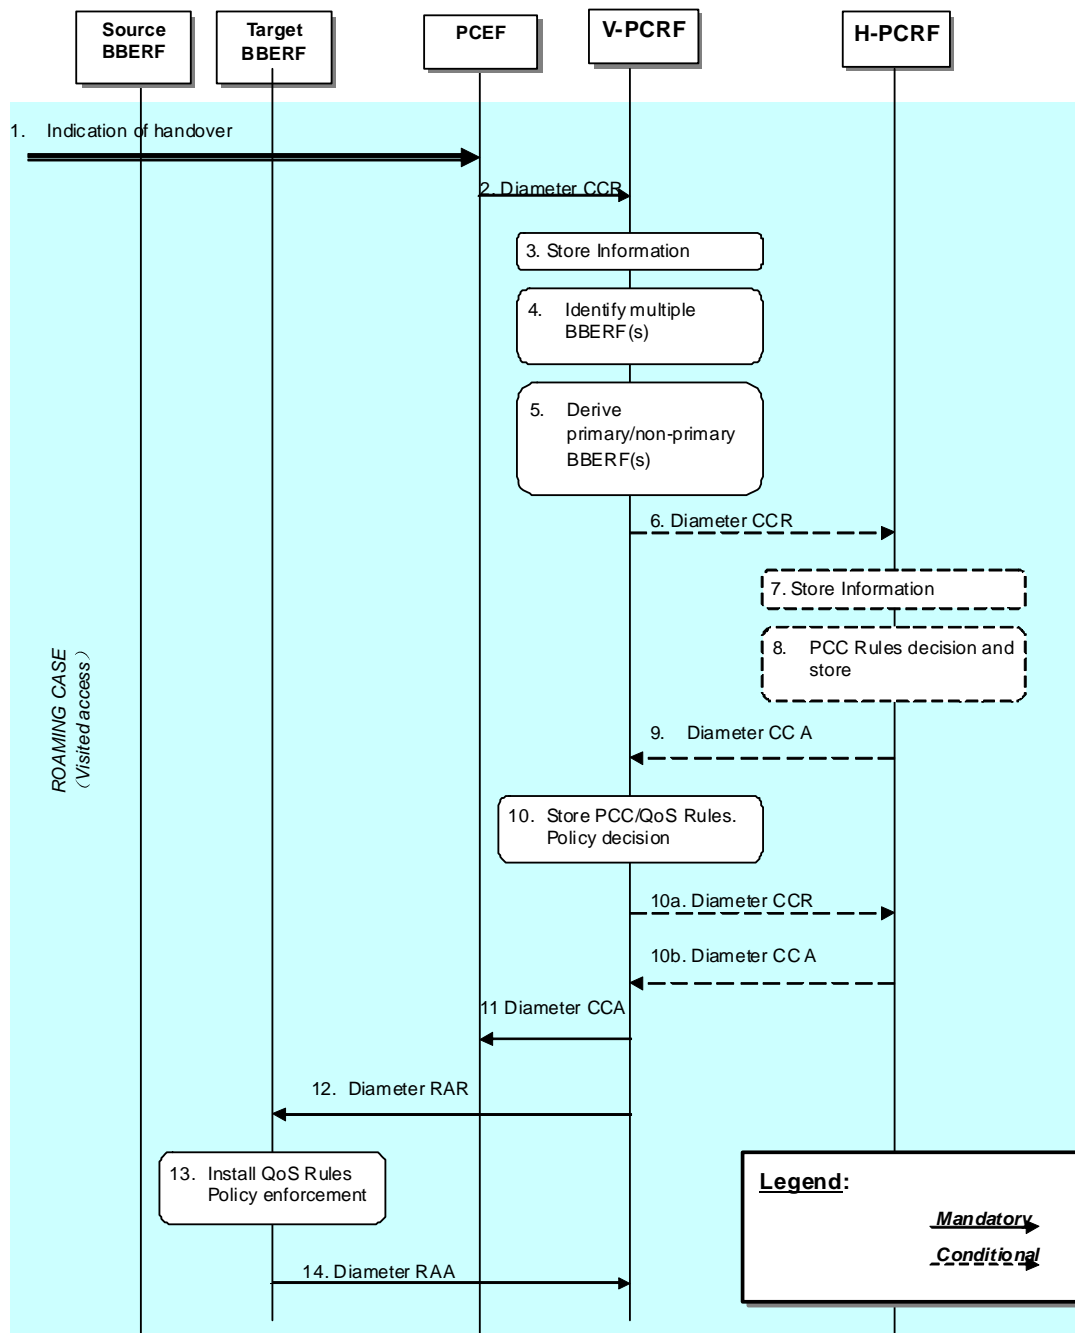 Source
BBERF
Target
BBERF
PCEF
V-PCRF
H-PCRF
1. Indication of handover
2. Diameter CCR
3. Store Information
4. Identify multiple
BBERF(s)
5. Derive
primary/non-primary
BBERF(s)
6. Diameter CCR
7. Store Information
8. PCC Rules decision and
store
ROAMING CASE
(Visited access)
9. Diameter CC A
10. Store PCC/QoS Rules.
Policy decision
10a. Diameter CCR
10b. Diameter CC A
11 Diameter CCA
12. Diameter RAR
13. Install QoS Rules
Policy enforcement
14. Diameter RAA
Legend:
Mandatory
Conditional